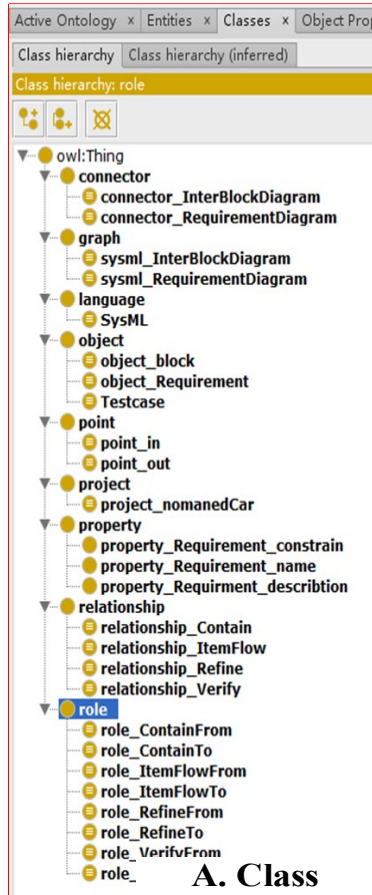 Active Ontology × Entities × Classes × Object Prop
Class hierarchy Class hierarchy (inferred)
Class hierarchy: role
owl:Thing
connector
connector_InterBlockDiagram
connector_RequirementDiagram
graph
sysml_InterBlockDiagram
sysml_RequirementDiagram
language
SysML
object
object_block
object_Requirement
Testcase
point
point_in
point_out
project
project_nomanedCar
property
property_Requirement_constrain
property_Requirement_name
property_Requirment_describtion
relationship
relationship_Contain
relationship_ItemFlow
relationship_Refine
relationship_Verify
role
role_ContainFrom
role_ContainTo
role_ItemFlowFrom
role_ItemFlowTo
role_RefineFrom
role_RefineTo
role_VerifyFrom
role_
A. Class